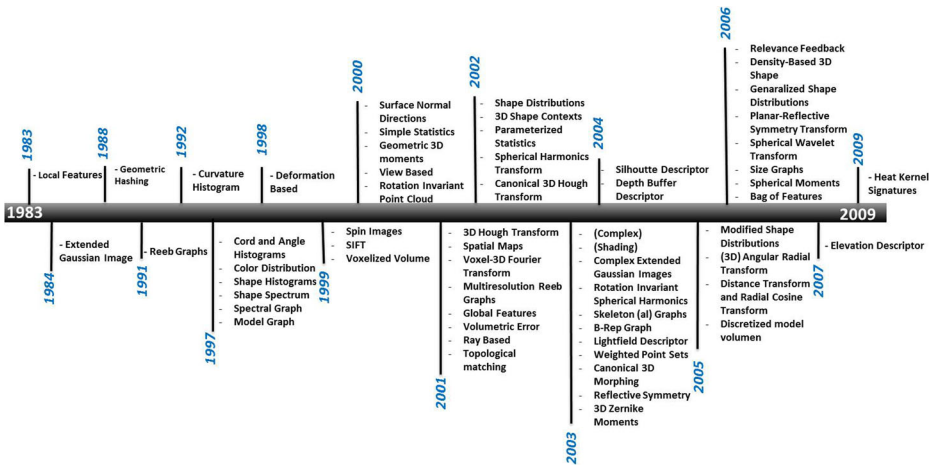 1983
- Local Features
1988
- Geometric
Hashing
1992
- Curvature
Histogram
1998
- Deformation
Based
2000
- Surface Normal
Directions
- Simple Statistics
- Geometric 3D
moments
- View Based
- Rotation Invariant
Point Cloud
2002
- Shape Distributions
- 3D Shape Contexts
- Parameterized
Statistics
- Spherical Harmonics
Transform
- Canonical 3D Hough
Transform
2004
- Silhoutte Descriptor
- Depth Buffer
Descriptor
2006
- Relevance Feedback
- Density-Based 3D
Shape
- Genaralized Shape
Distributions
- Planar-Reflective
Symmetry Transform
- Spherical Wavelet
Transform
- Size Graphs
- Spherical Moments
- Bag of Features
2009
- Heat Kernel
Signatures
1983
2009
1984
- Extended
Gaussian Image
1991
- Reeb Graphs
1997
- Cord and Angle
Histograms
- Color Distribution
- Shape Histograms
- Shape Spectrum
- Spectral Graph
- Model Graph
1999
- Spin Images
- SIFT
- Voxelized Volume
2001
- 3D Hough Transform
- Spatial Maps
- Voxel-3D Fourier
Transform
- Multiresolution Reeb
Graphs
- Global Features
- Volumetric Error
- Ray Based
- Topological
matching
2003
- (Complex)
- (Shading)
- Complex Extended
Gaussian Images
- Rotation Invariant
Spherical Harmonics
- Skeleton (al) Graphs
- B-Rep Graph
- Lightfield Descriptor
- Weighted Point Sets
- Canonical 3D
Morphing
- Reflective Symmetry
- 3D Zernike
Moments
2005
- Modified Shape
Distributions
- (3D) Angular Radial
Transform
- Distance Transform
and Radial Cosine
Transform
- Discretized model
volumen
2007
- Elevation Descriptor